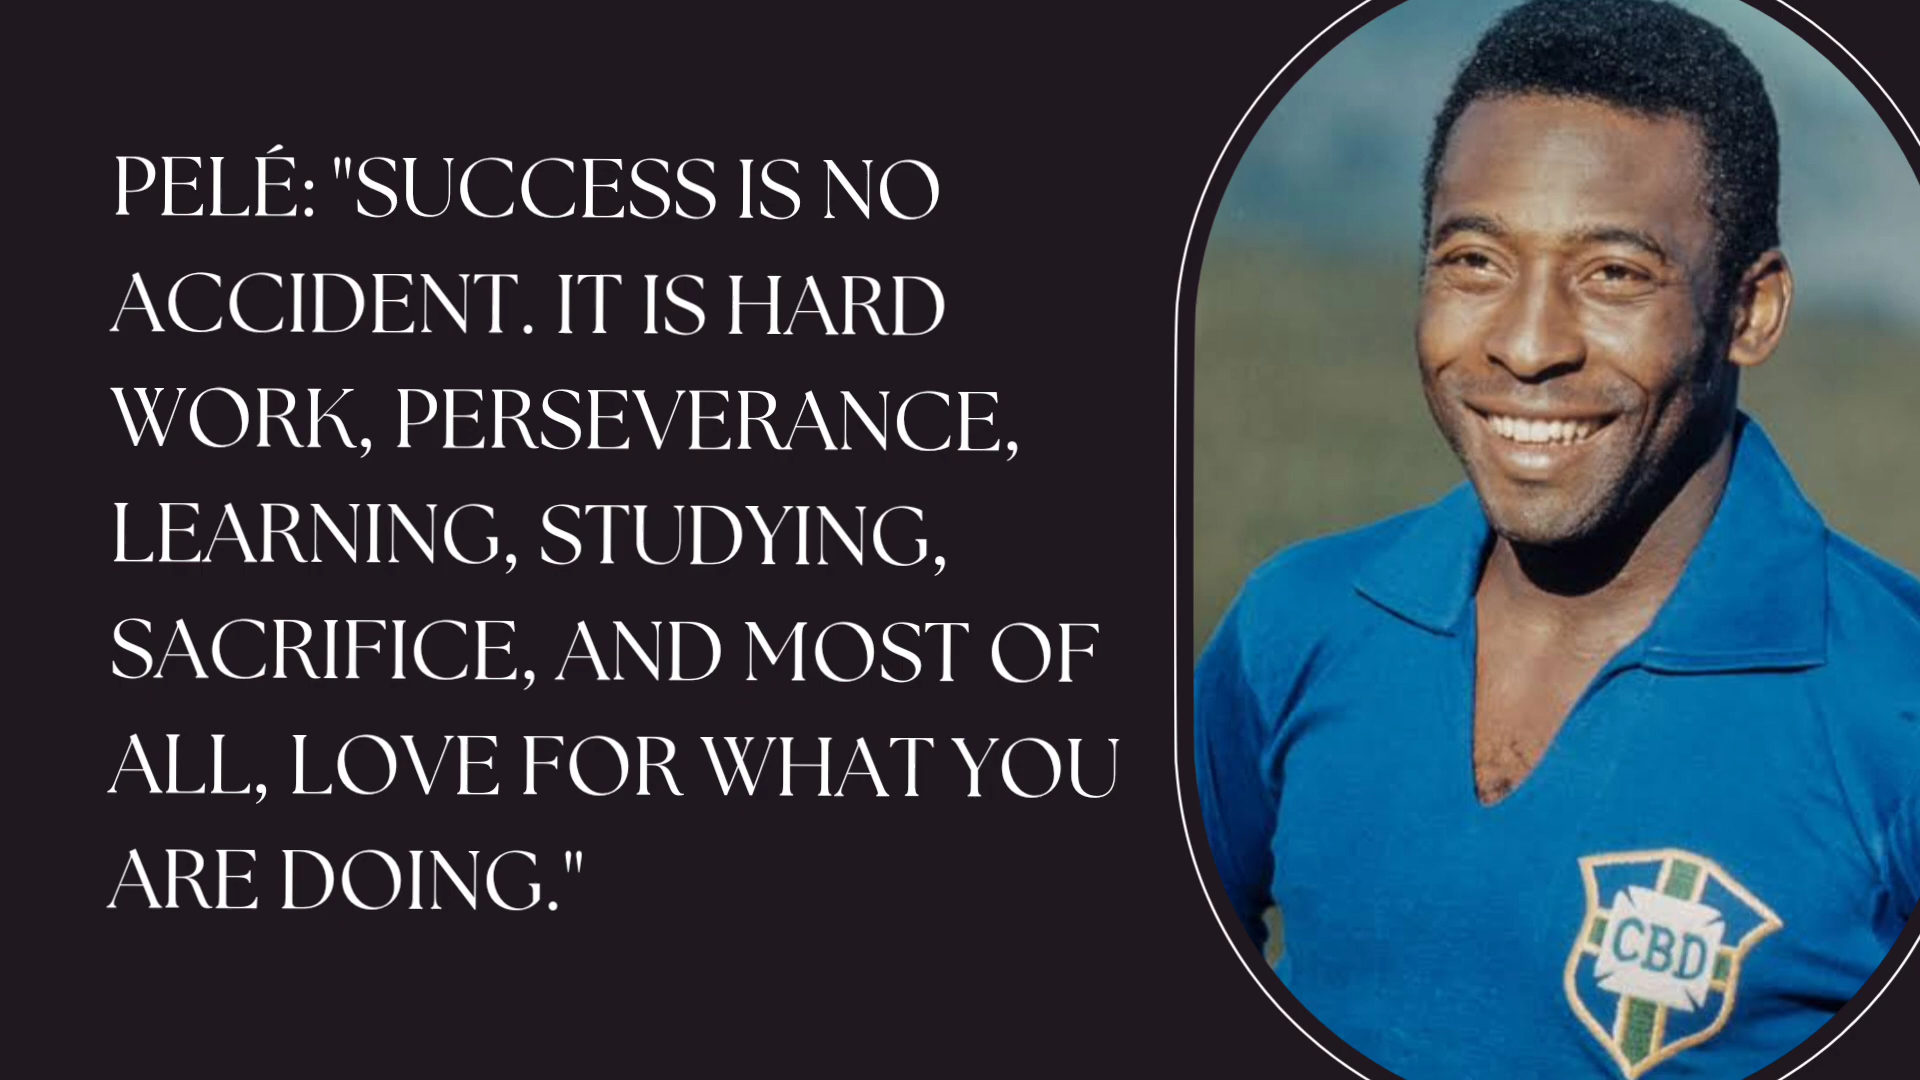 PELÉ: "SUCCESS IS NO
ACCIDENT. IT IS HARD
WORK, PERSEVERANCE,
LEARNING, STUDYING,
SACRIFICE, AND MOST OF
ALL, LOVE FOR WHAT YOU
ARE DOING."
CBD